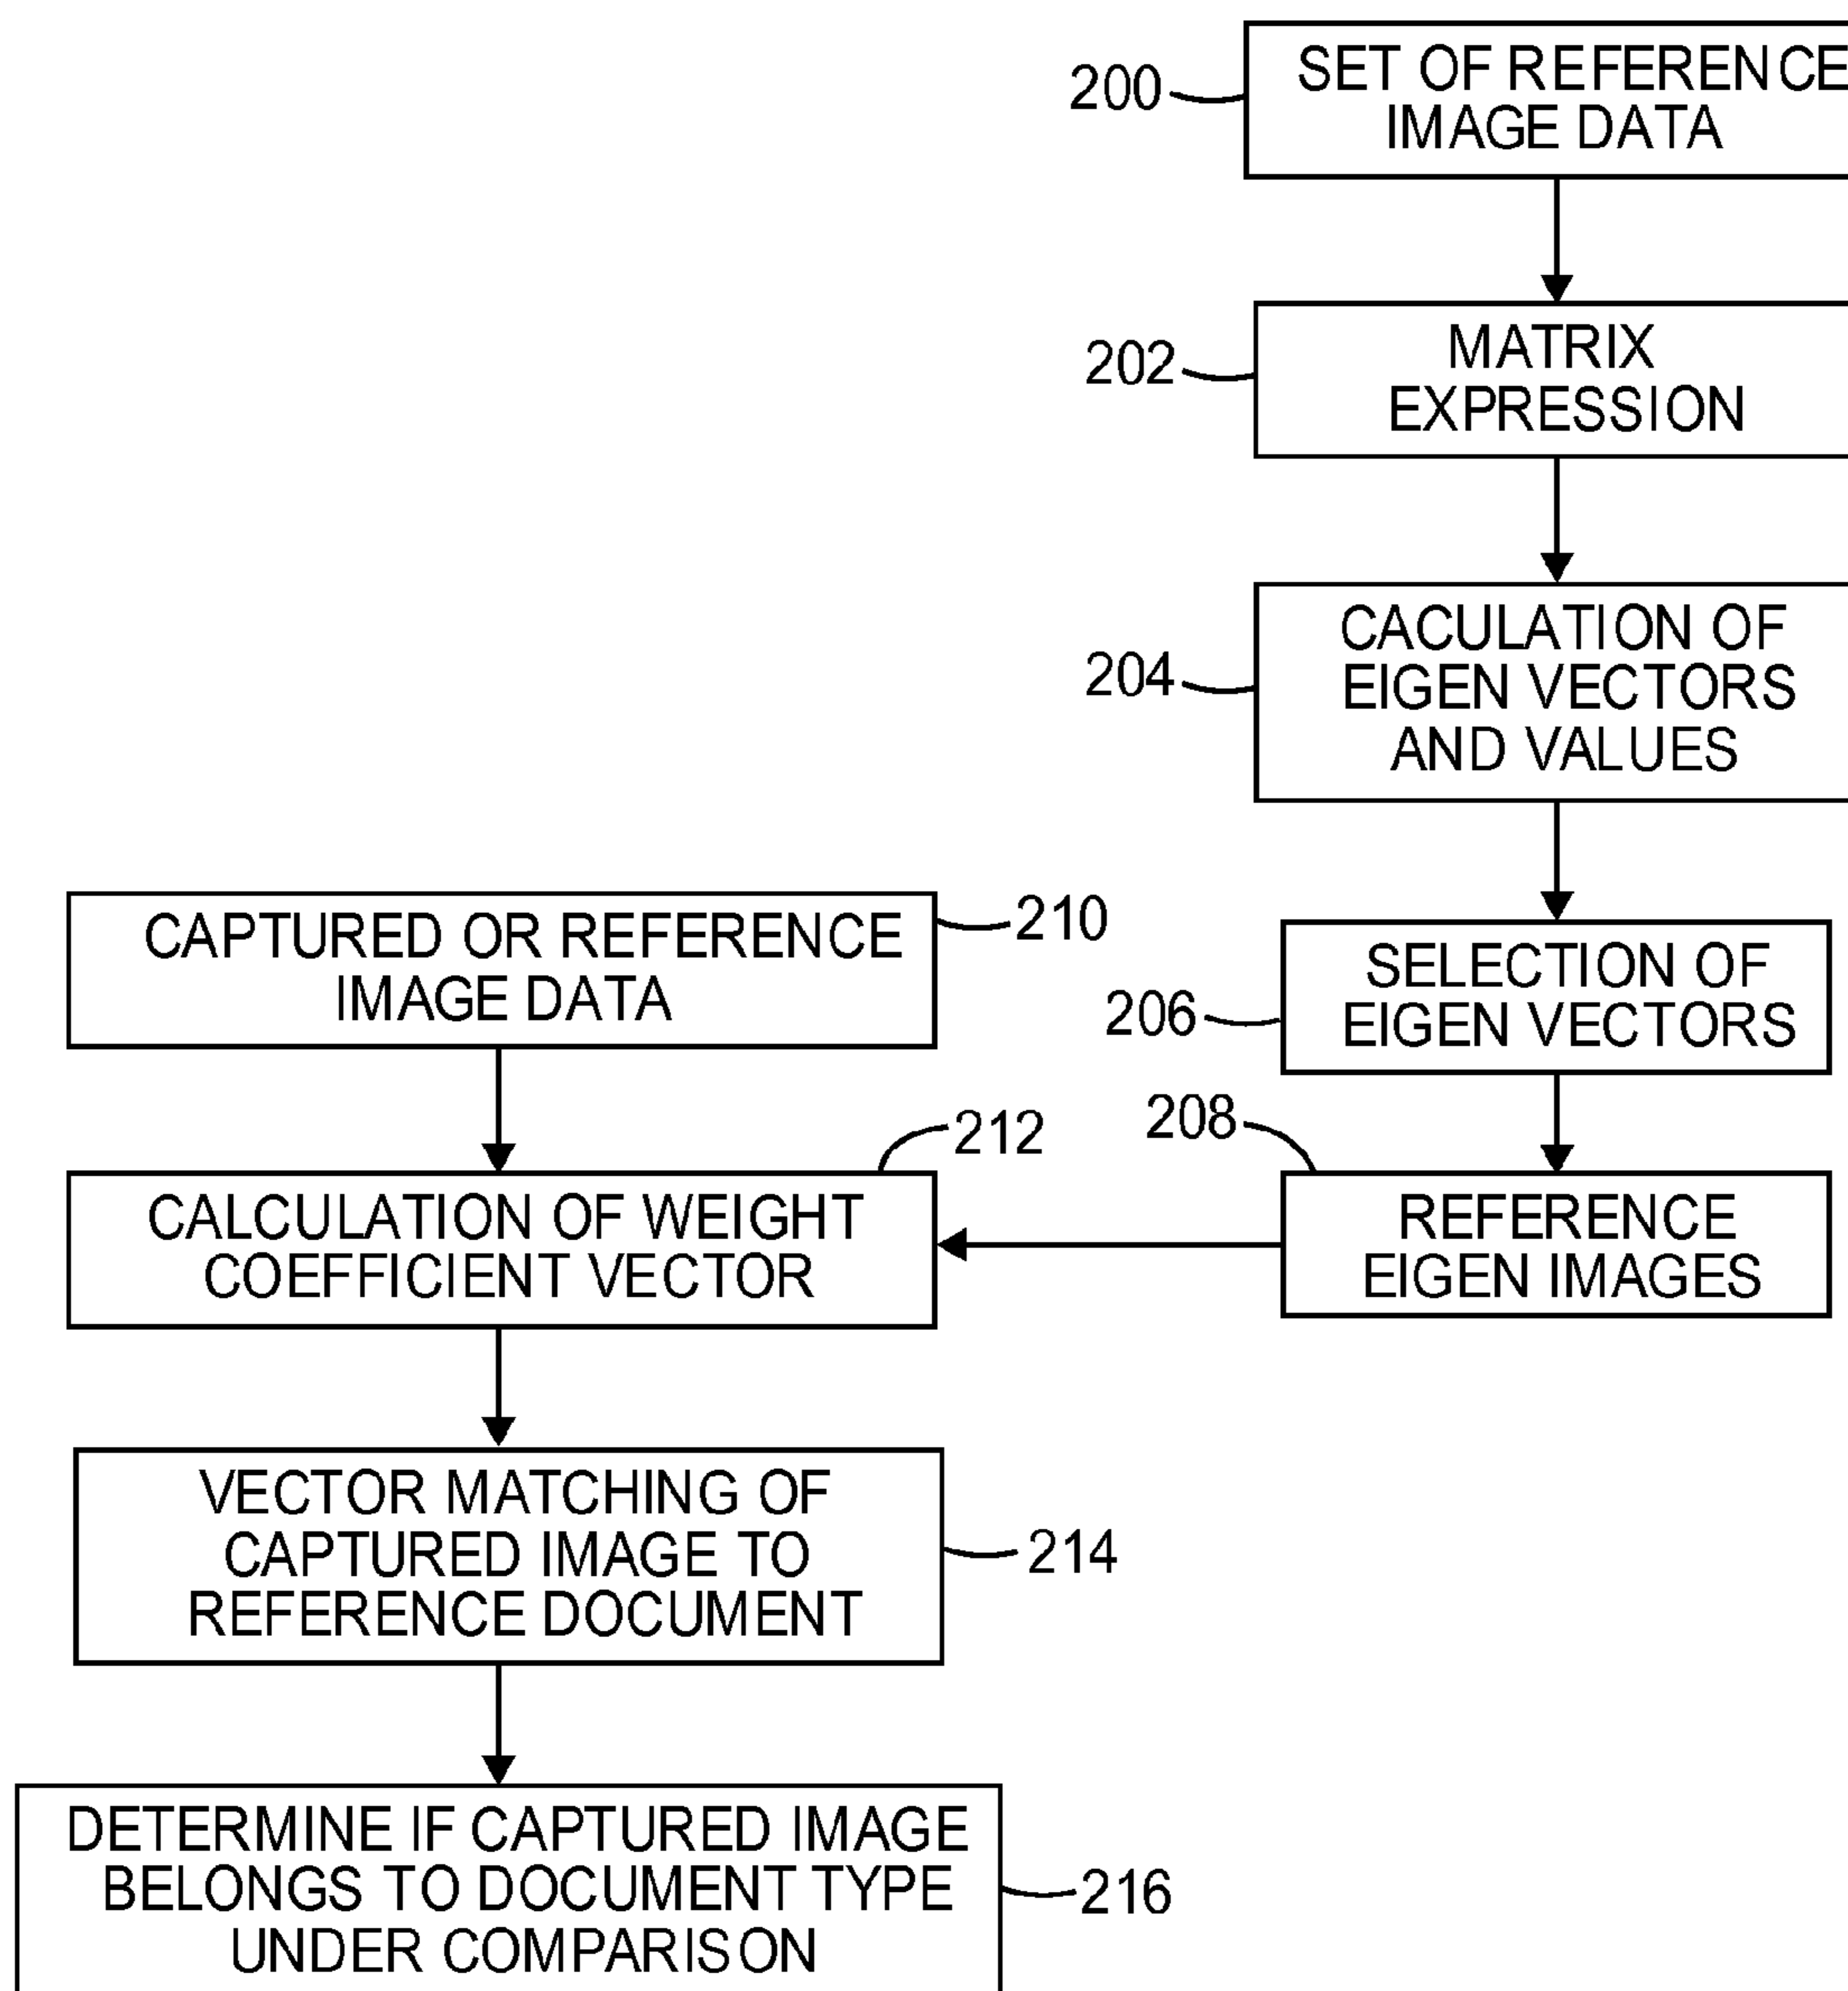 200
SET OF REFERENCE
IMAGE DATA
202
MATRIX
EXPRESSION
204
CACULATION OF
EIGEN VECTORS
AND VALUES
206
SELECTION OF
EIGEN VECTORS
208
REFERENCE
EIGEN IMAGES
CAPTURED OR REFERENCE
IMAGE DATA
210
212
CALCULATION OF WEIGHT
COEFFICIENT VECTOR
VECTOR MATCHING OF
CAPTURED IMAGE TO
REFERENCE DOCUMENT
214
DETERMINE IF CAPTURED IMAGE
BELONGS TO DOCUMENT TYPE
UNDER COMPARISON
216